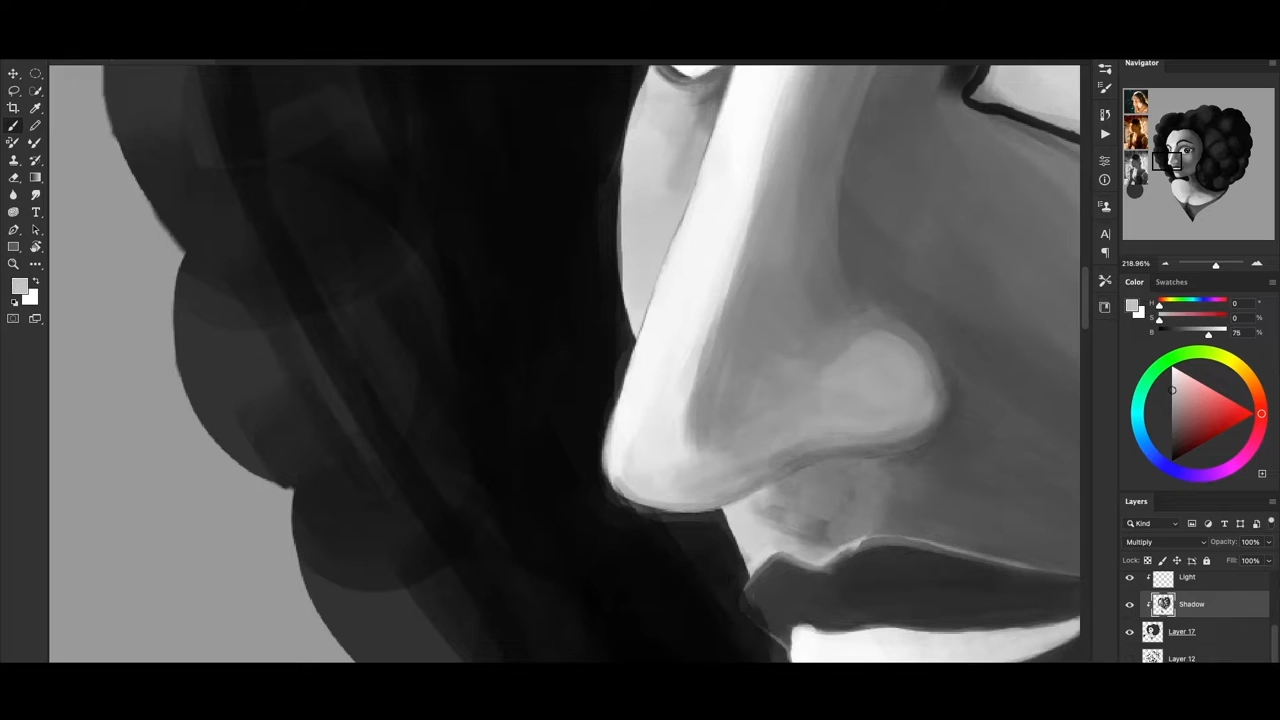 Navigator
218.96%
Color Swatches
H 0 °
S 0 %
B 75 %
Layers
Kind
Multiply Opacity: 100%
Lock: Fill: 100%
Light
Shadow
Layer 17
Layer 12